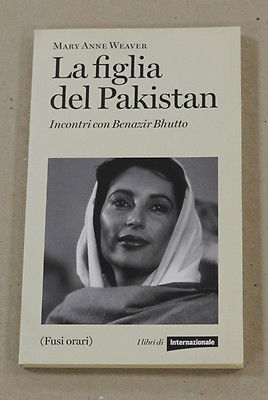 Mary Anne Weaver
La figlia
del Pakistan
Incontri con Benazir Bhutto
(Fusi orari)
I libri di Internazionale